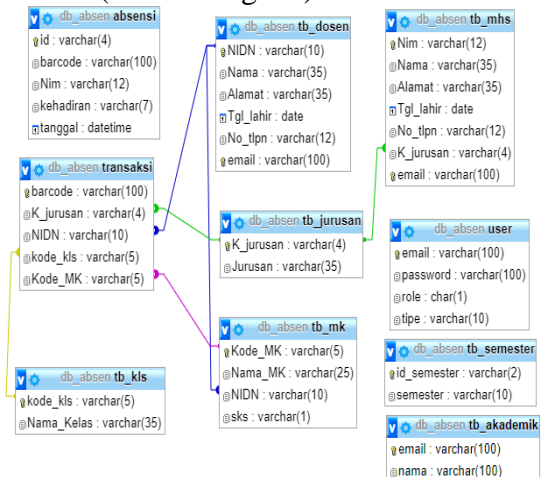 db_absen absensi
id : varchar(4)
barcode : varchar(100)
Nim : varchar(12)
kehadiran : varchar(7)
tanggal : datetime
db_absen tb_dosen
NIDN : varchar(10)
Nama : varchar(35)
Alamat : varchar(35)
Tgl_lahir : date
No_tlpn : varchar(12)
email : varchar(100)
db_absen tb_mhs
Nim : varchar(12)
Nama : varchar(35)
Alamat : varchar(35)
Tgl_lahir : date
No_tlpn : varchar(12)
K_jurusan : varchar(4)
email : varchar(100)
db_absen transaksi
barcode : varchar(100)
K_jurusan : varchar(4)
NIDN : varchar(10)
kode_kls : varchar(5)
Kode_MK : varchar(5)
db_absen tb_jurusan
K_jurusan : varchar(4)
Jurusan : varchar(35)
db_absen user
email : varchar(100)
password : varchar(100)
role : char(1)
tipe : varchar(10)
db_absen tb_mk
Kode_MK : varchar(5)
Nama_MK : varchar(25)
NIDN : varchar(10)
sks : varchar(1)
db_absen tb_semester
id_semester : varchar(2)
semester : varchar(10)
db_absen tb_kls
kode_kls : varchar(5)
Nama_Kelas : varchar(35)
db_absen tb_akademik
email : varchar(100)
nama : varchar(100)